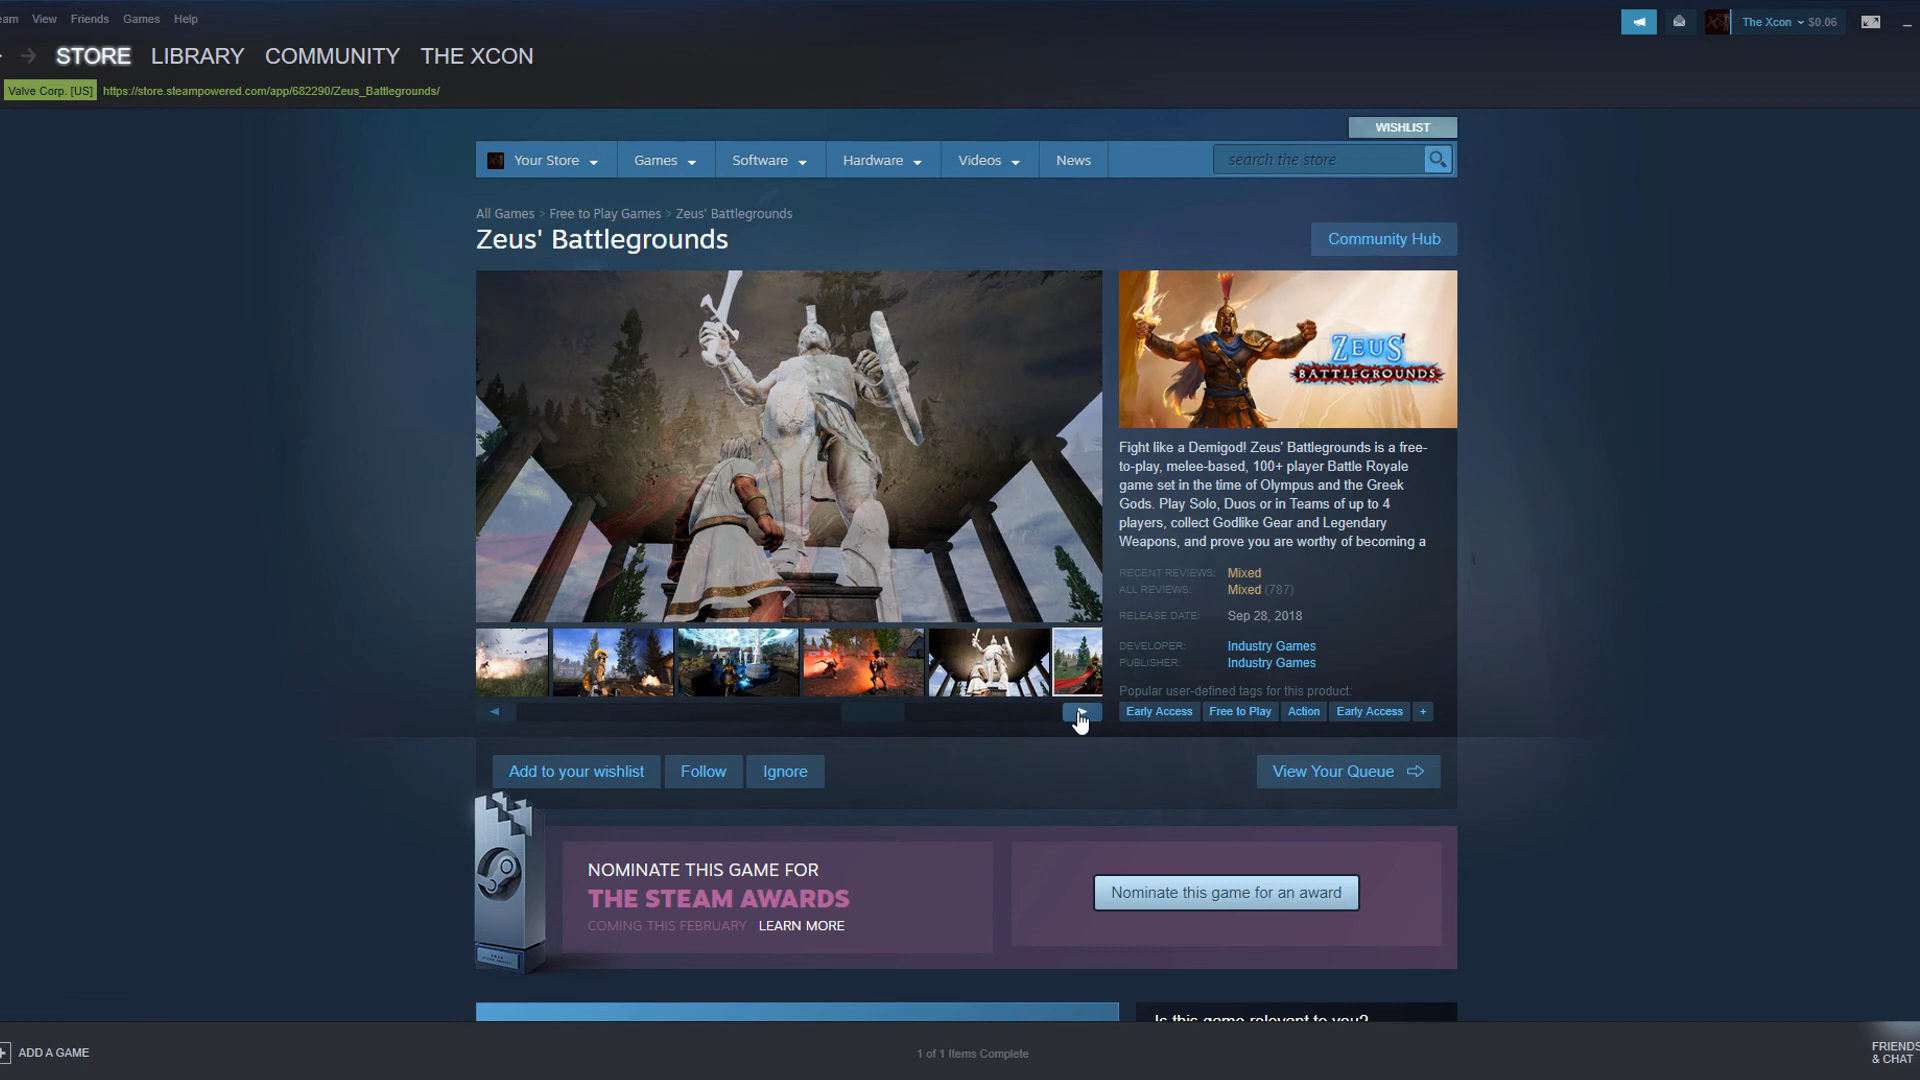 View Friends Games Help
The Xcon $0.06
STORE LIBRARY COMMUNITY THE XCON
Valve Corp. [US] https://store.steampowered.com/app/682290/Zeus_Battlegrounds/
WISHLIST
Your Store Games Software Hardware Videos News search the store
All Games > Free to Play Games > Zeus' Battlegrounds
Zeus' Battlegrounds
Community Hub
ZEUS'
BATTLEGROUNDS
Fight like a Demigod! Zeus' Battlegrounds is a free-
to-play, melee-based, 100+ player Battle Royale
game set in the time of Olympus and the Greek
Gods. Play Solo, Duos or in Teams of up to 4
players, collect Godlike Gear and Legendary
Weapons, and prove you are worthy of becoming a
RECENT REVIEWS: Mixed
ALL REVIEWS: Mixed (787)
RELEASE DATE: Sep 28, 2018
DEVELOPER: Industry Games
PUBLISHER: Industry Games
Popular user-defined tags for this product:
Early Access Free to Play Action Early Access +
Add to your wishlist Follow Ignore
View Your Queue
NOMINATE THIS GAME FOR
THE STEAM AWARDS
COMING THIS FEBRUARY LEARN MORE
Nominate this game for an award
Is this game relevant to you?
ADD A GAME
1 of 1 Items Complete
FRIENDS
& CHAT